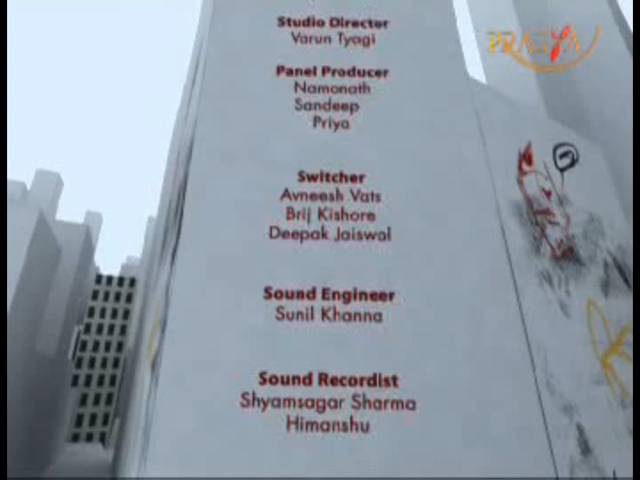 Studio Director
Varun Tyagi
PRAGYA
Panel Producer
Namonath
Sandeep
Priya
Switcher
Avneesh Vats
Brij Kishore
Deepak Jaiswal
Sound Engineer
Sunil Khanna
Sound Recordist
Shyamsagar Sharma
Himanshu